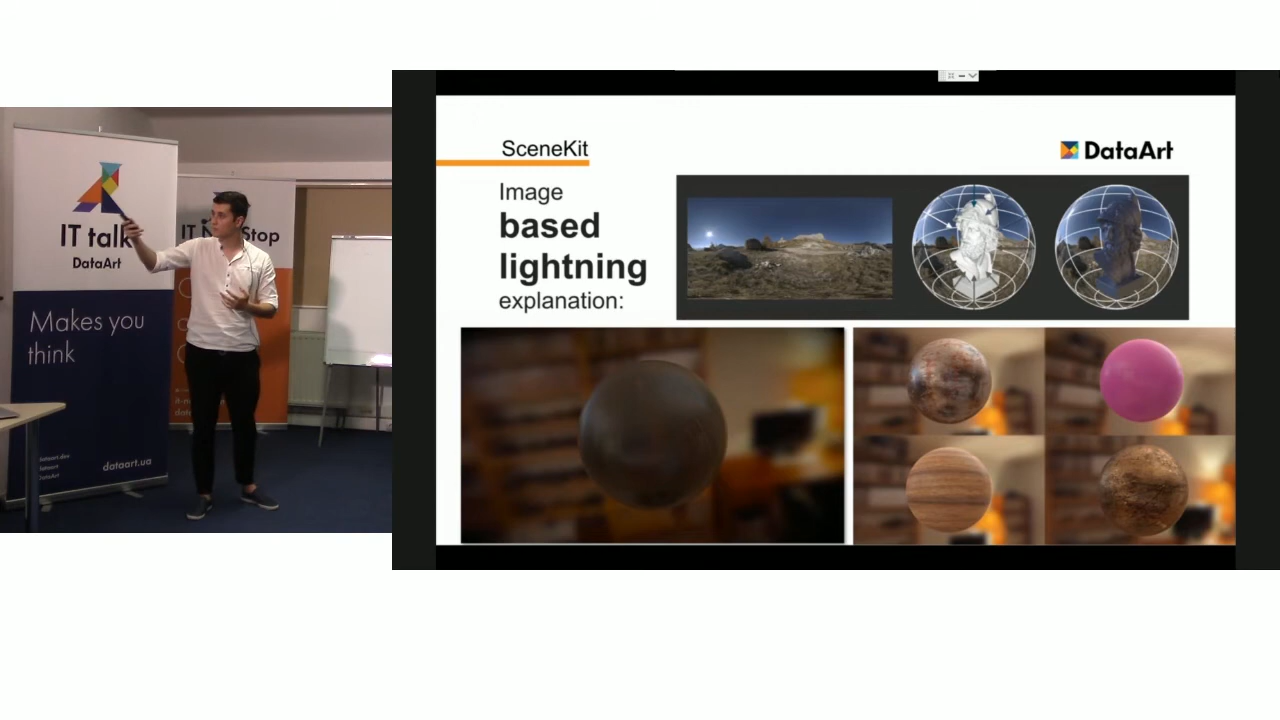 IT talk
DataArt
Makes you
think
dataart.ua
IT
Stop
SceneKit
DataArt
Image
based
lightning
explanation: